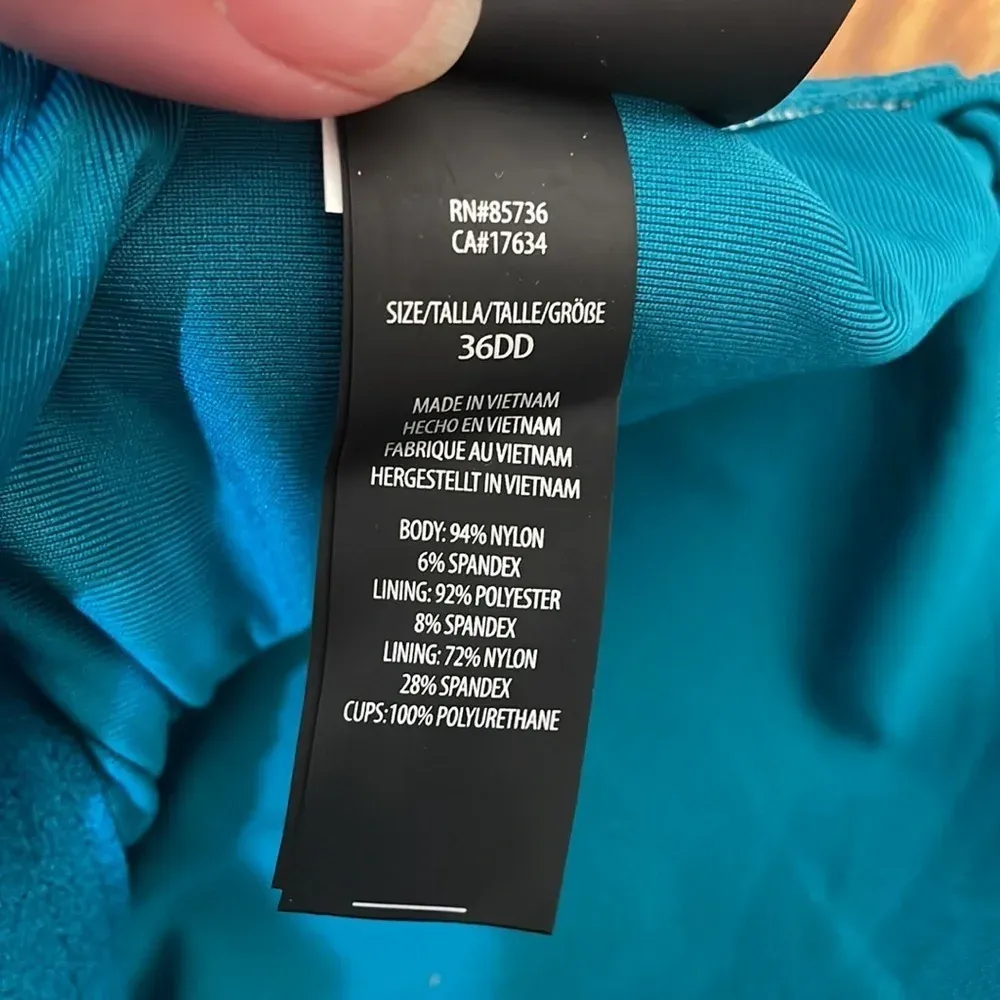 RN#85736
CA#17634
SIZE/TALLA/TALLE/GRÖßE
36DD
MADE IN VIETNAM
HECHO EN VIETNAM
FABRIQUE AU VIETNAM
HERGESTELLT IN VIETNAM
BODY: 94% NYLON
6% SPANDEX
LINING: 92% POLYESTER
8% SPANDEX
LINING: 72% NYLON
28% SPANDEX
CUPS:100% POLYURETHANE